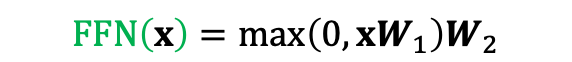 FFN(x) = max(0, xW₁)W₂